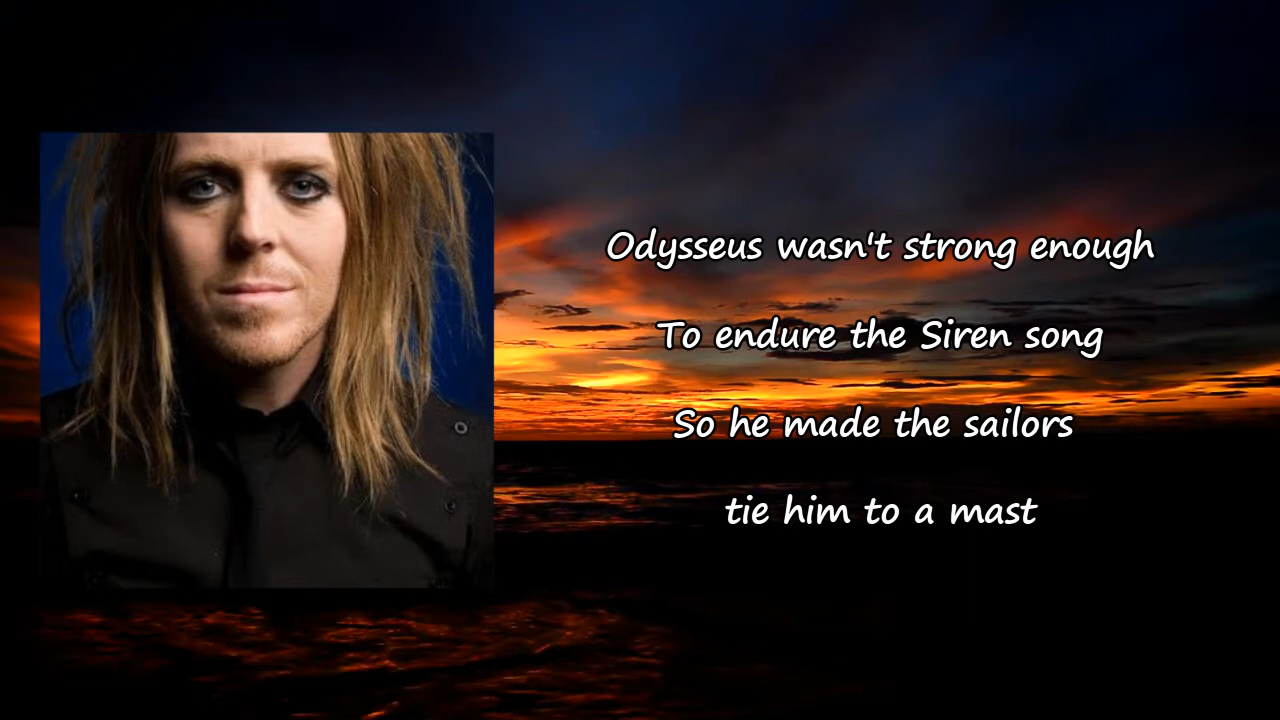 Odysseus wasn't strong enough
To endure the Siren song
So he made the sailors
tie him to a mast